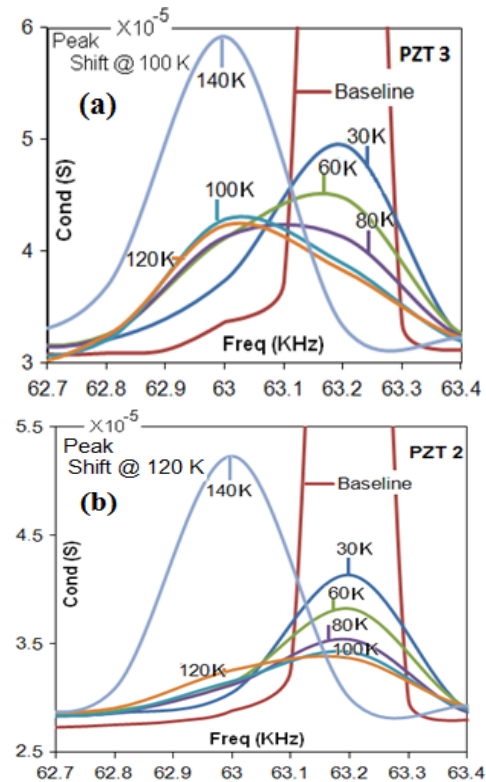 X10⁻⁵
Cond (S)
6
5
4
3
Peak
Shift @ 100 K
(a)
PZT 3
140K
Baseline
30K
60K
100K
80K
120K
Freq (KHz)
62.7 62.8 62.9 63 63.1 63.2 63.3 63.4
X10⁻⁵
Cond (S)
5.5
4.5
3.5
2.5
Peak
Shift @ 120 K
(b)
PZT 2
140K
Baseline
30K
60K
80K
100K
120K
Freq (KHz)
62.7 62.8 62.9 63 63.1 63.2 63.3 63.4